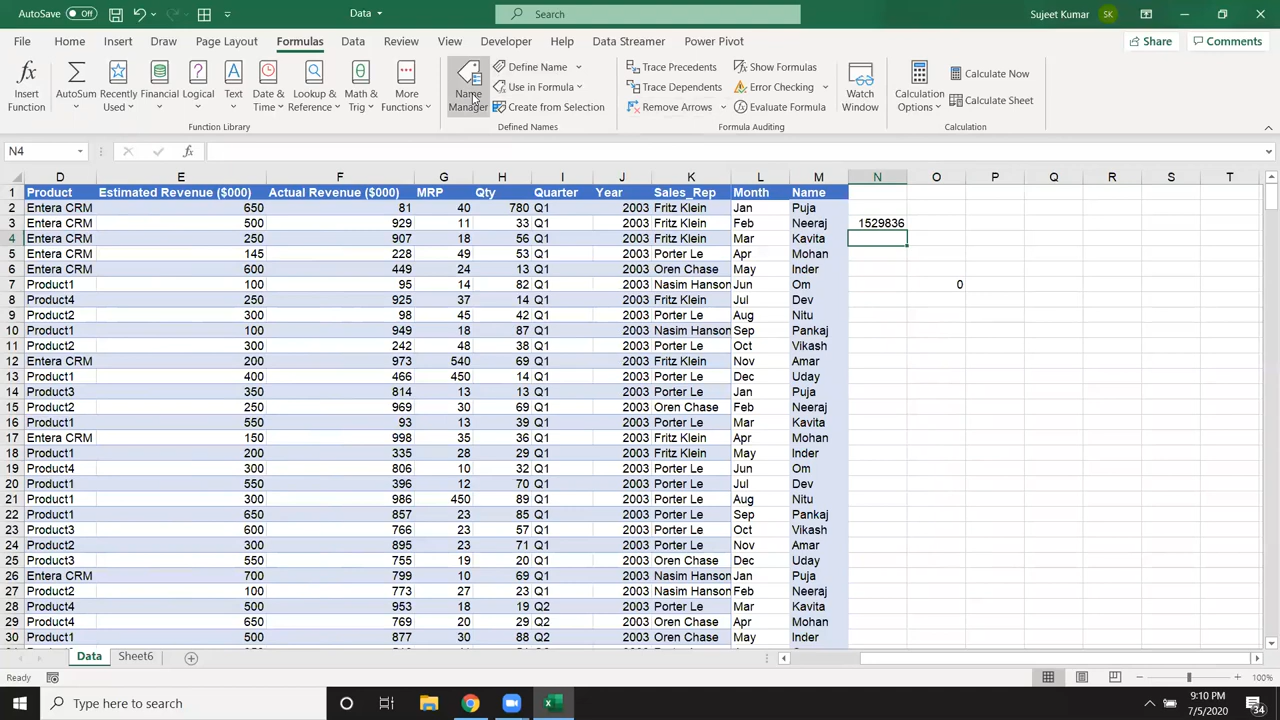 AutoSave Off Data Search Sujeet Kumar SK
File Home Insert Draw Page Layout Formulas Data Review View Developer Help Data Streamer Power Pivot Share Comments
Insert Function AutoSum Recently Used Financial Logical Text Date & Time Lookup & Reference Math & Trig More Functions Name Manager Define Name Use in Formula Create from Selection Trace Precedents Trace Dependents Remove Arrows Show Formulas Error Checking Evaluate Formula Watch Window Calculation Options Calculate Now Calculate Sheet
Function Library Defined Names Formula Auditing Calculation
N4 fx
D E F G H I J K L M N O P Q R S T
1 Product Estimated Revenue ($000) Actual Revenue ($000) MRP Qty Quarter Year Sales_Rep Month Name
2 Entera CRM 650 81 40 780 Q1 2003 Fritz Klein Jan Puja
3 Entera CRM 500 929 11 33 Q1 2003 Fritz Klein Feb Neeraj 1529836
4 Entera CRM 250 907 18 56 Q1 2003 Fritz Klein Mar Kavita
5 Entera CRM 145 228 49 53 Q1 2003 Porter Le Apr Mohan
6 Entera CRM 600 449 24 13 Q1 2003 Oren Chase May Inder
7 Product1 100 95 14 82 Q1 2003 Nasim Hanson Jun Om 0
8 Product4 250 925 37 14 Q1 2003 Fritz Klein Jul Dev
9 Product2 300 98 45 42 Q1 2003 Porter Le Aug Nitu
10 Product1 100 949 18 87 Q1 2003 Nasim Hanson Sep Pankaj
11 Product2 300 242 48 38 Q1 2003 Porter Le Oct Vikash
12 Entera CRM 200 973 540 69 Q1 2003 Fritz Klein Nov Amar
13 Product1 400 466 450 14 Q1 2003 Porter Le Dec Uday
14 Product3 350 814 13 13 Q1 2003 Porter Le Jan Puja
15 Product2 250 969 30 69 Q1 2003 Oren Chase Feb Neeraj
16 Product1 550 93 13 39 Q1 2003 Porter Le Mar Kavita
17 Entera CRM 150 998 35 36 Q1 2003 Fritz Klein Apr Mohan
18 Product1 200 335 28 29 Q1 2003 Fritz Klein May Inder
19 Product4 300 806 10 32 Q1 2003 Porter Le Jun Om
20 Product1 550 396 12 70 Q1 2003 Porter Le Jul Dev
21 Product1 300 986 450 89 Q1 2003 Porter Le Aug Nitu
22 Product1 650 857 23 85 Q1 2003 Porter Le Sep Pankaj
23 Product3 600 766 23 57 Q1 2003 Porter Le Oct Vikash
24 Product2 300 895 23 71 Q1 2003 Porter Le Nov Amar
25 Product3 550 755 19 20 Q1 2003 Oren Chase Dec Uday
26 Entera CRM 700 799 10 69 Q1 2003 Nasim Hanson Jan Puja
27 Product2 100 773 27 23 Q1 2003 Nasim Hanson Feb Neeraj
28 Product4 500 953 18 19 Q2 2003 Porter Le Mar Kavita
29 Product4 650 769 20 29 Q2 2003 Oren Chase Apr Mohan
30 Product1 500 877 30 88 Q2 2003 Oren Chase May Inder
Data Sheet6
Ready 100%
Type here to search 9:10 PM
7/5/2020 34